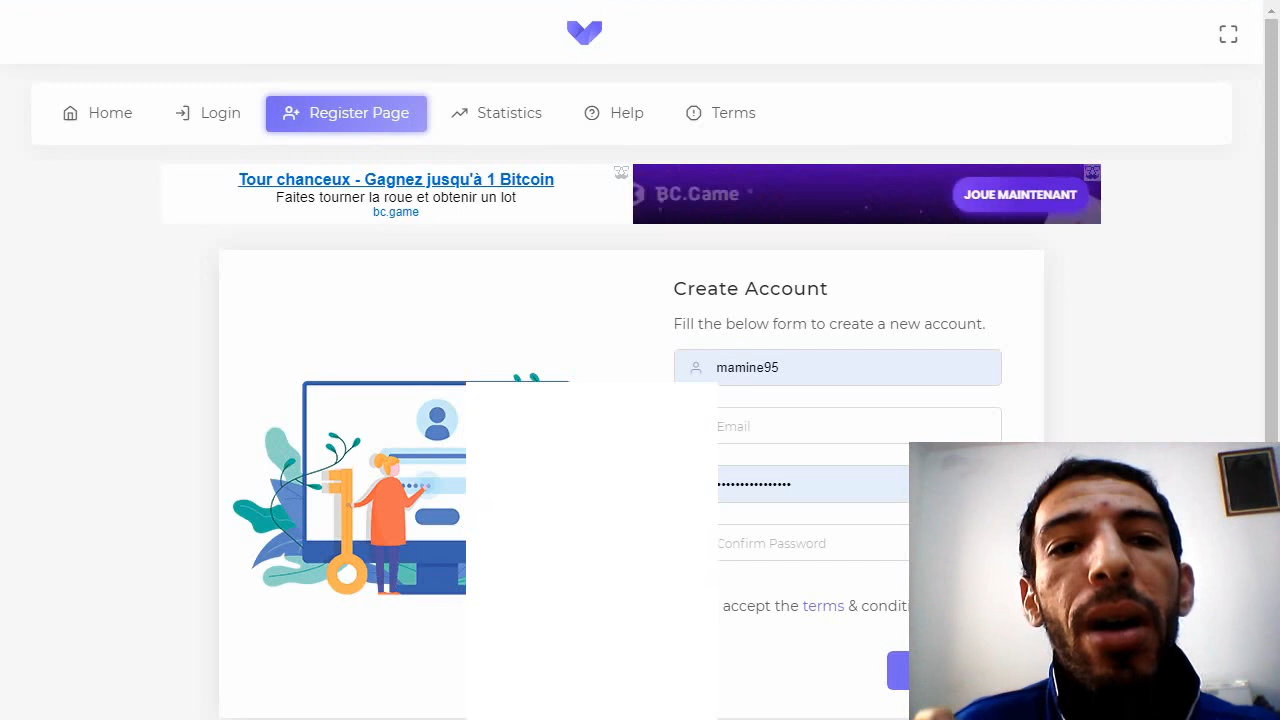 Home
Login
Register Page
Statistics
Help
Terms
Tour chanceux - Gagnez jusqu'à 1 Bitcoin
Faites tourner la roue et obtenir un lot
bc.game
BC.Game
JOUE MAINTENANT
Create Account
Fill the below form to create a new account.
mamine95
Email
••••••••••••••••
Confirm Password
accept the terms &